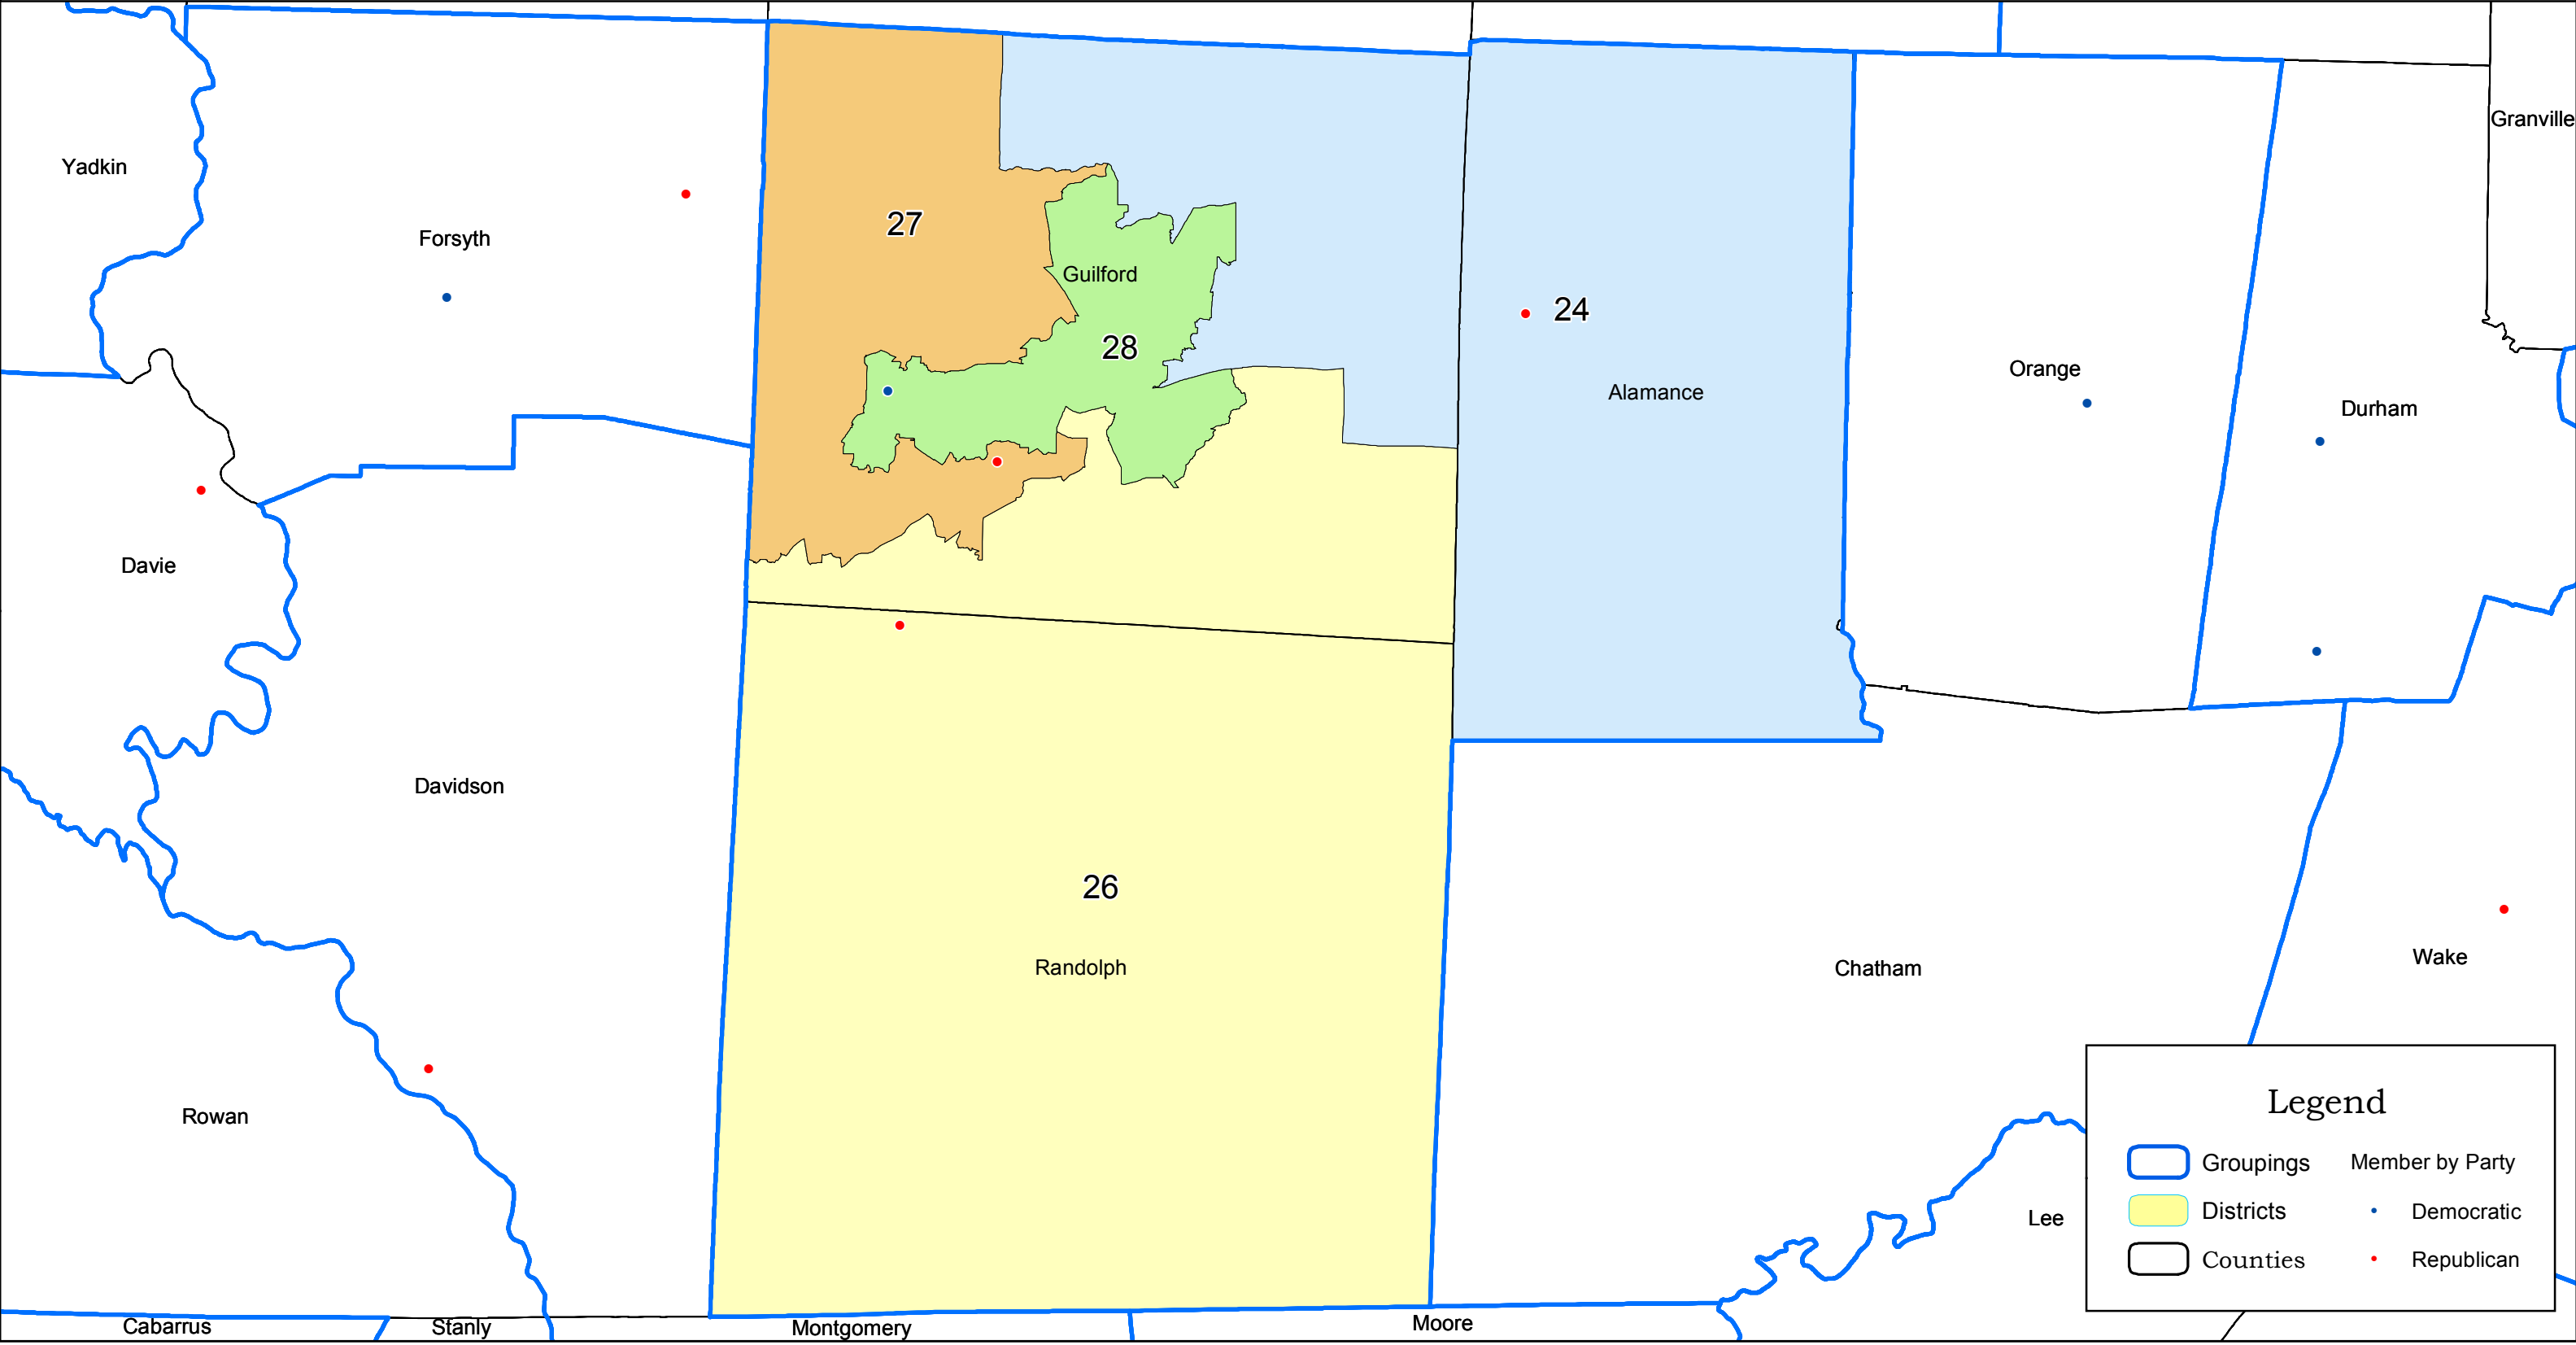 Granville
Yadkin
27
Forsyth
Guilford
24
28
Orange
Alamance
Durham
Davie
Davidson
26
Randolph
Chatham
Wake
Rowan
Legend
Groupings
Member by Party
Districts
Democratic
Counties
Republican
Lee
Cabarrus
Stanly
Montgomery
Moore